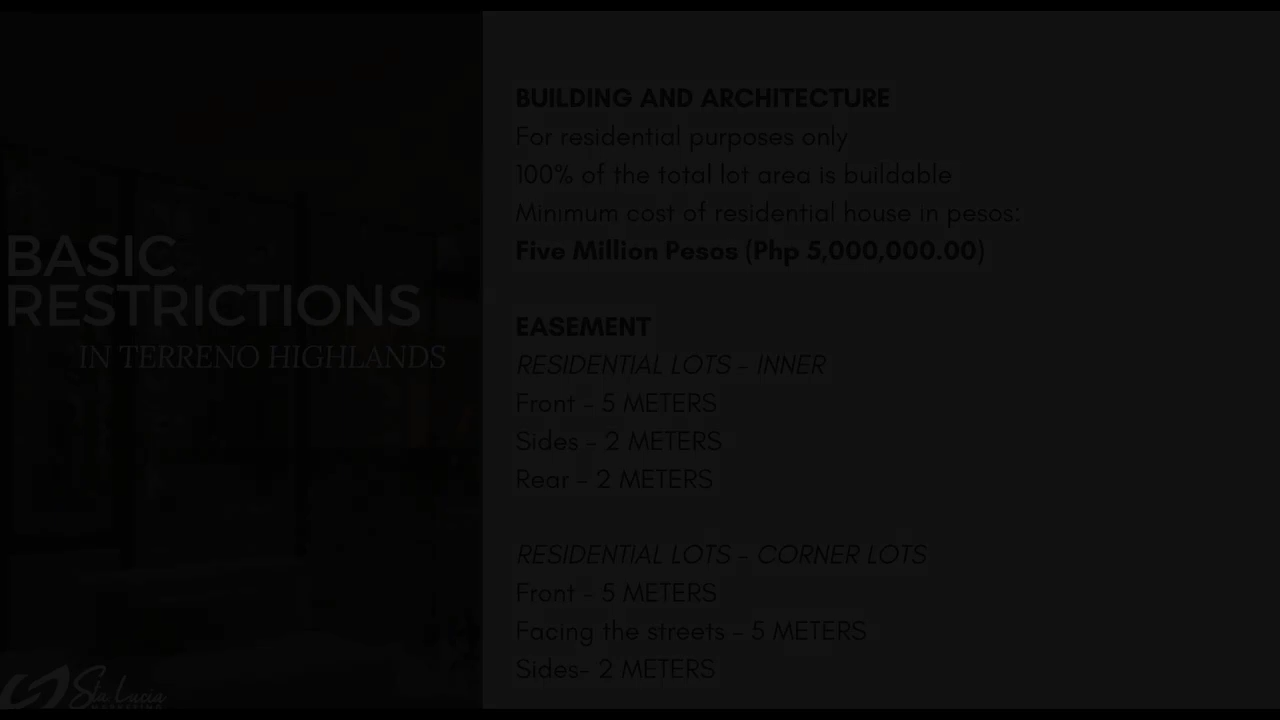 BASIC
RESTRICTIONS
IN TERRENO HIGHLANDS
BUILDING AND ARCHITECTURE
For residential purposes only
100% of the total lot area is buildable
Minimum cost of residential house in pesos:
Five Million Pesos (Php 5,000,000.00)
EASEMENT
RESIDENTIAL LOTS - INNER
Front - 5 METERS
Sides - 2 METERS
Rear - 2 METERS
RESIDENTIAL LOTS - CORNER LOTS
Front - 5 METERS
Facing the streets - 5 METERS
Sides- 2 METERS
Sta. Lucia
MARKETING